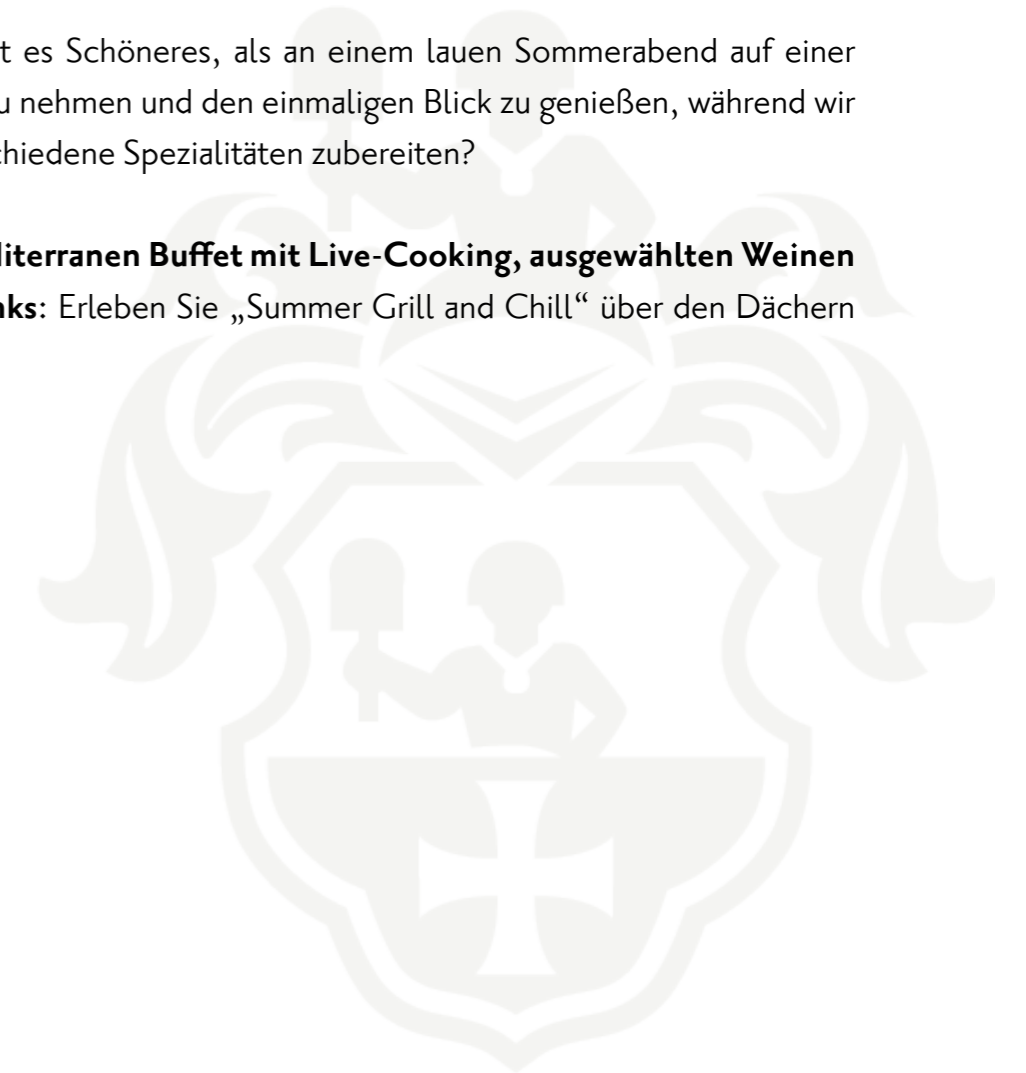 t es Schöneres, als an einem lauen Sommerabend auf einer
u nehmen und den einmaligen Blick zu genießen, während wir
chiedene Spezialitäten zubereiten?
diterranen Buffet mit Live-Cooking, ausgewählten Weinen
nks: Erleben Sie „Summer Grill and Chill“ über den Dächern